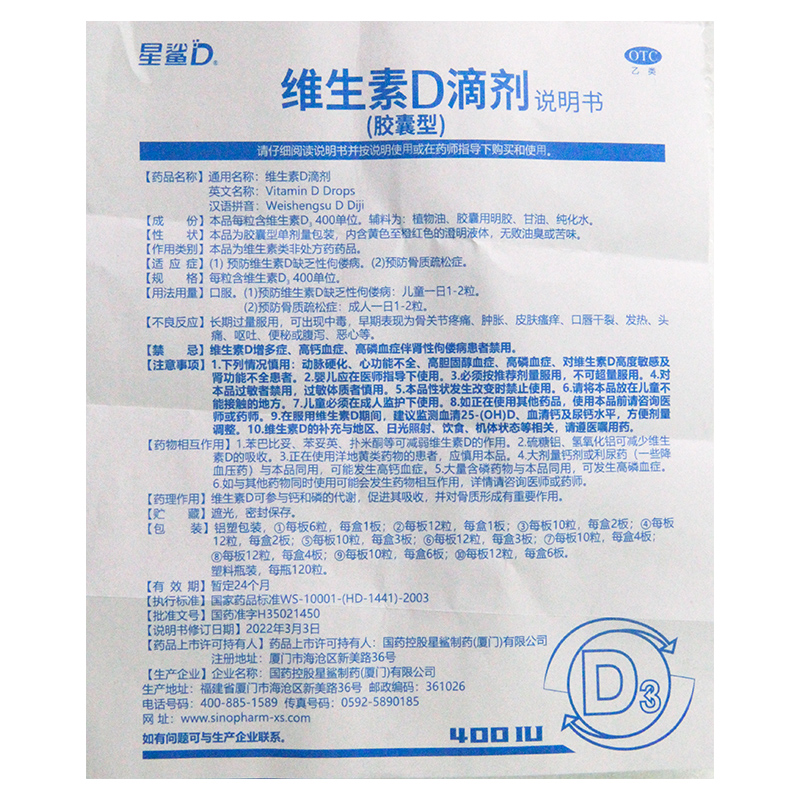 星鲨D®
OTC
乙类
维生素D滴剂说明书
(胶囊型)
请仔细阅读说明书并按说明使用或在药师指导下购买和使用。
【药品名称】通用名称：维生素D滴剂
英文名称：Vitamin D Drops
汉语拼音：Weishengsu D Diji
【成　份】本品每粒含维生素D₃ 400单位。辅料为：植物油、胶囊用明胶、甘油、纯化水。
【性　状】本品为胶囊型单剂量包装，内含黄色至橙红色的澄明液体，无败油臭或苦味。
【作用类别】本品为维生素类非处方药药品。
【适 应 症】(1) 预防维生素D缺乏性佝偻病。(2)预防骨质疏松症。
【规　格】每粒含维生素D₃ 400单位。
【用法用量】口服。(1)预防维生素D缺乏性佝偻病：儿童一日1-2粒。
(2)预防骨质疏松症：成人一日1-2粒。
【不良反应】长期过量服用，可出现中毒，早期表现为骨关节疼痛、肿胀、皮肤瘙痒、口唇干裂、发热、头
痛、呕吐、便秘或腹泻、恶心等。
【禁　忌】维生素D增多症、高钙血症、高磷血症伴肾性佝偻病患者禁用。
【注意事项】1.下列情况慎用：动脉硬化、心功能不全、高胆固醇血症、高磷血症、对维生素D高度敏感及
肾功能不全患者。2.婴儿应在医师指导下使用。3.必须按推荐剂量服用，不可超量服用。4.对
本品过敏者禁用，过敏体质者慎用。5.本品性状发生改变时禁止使用。6.请将本品放在儿童不
能接触的地方。7.儿童必须在成人监护下使用。8.如正在使用其他药品，使用本品前请咨询医
师或药师。9.在服用维生素D期间，建议监测血清25-(OH)D、血清钙及尿钙水平，方便剂量
调整。10.维生素D的补充与地区、日光照射、饮食、机体状态等相关，请遵医嘱用药。
【药物相互作用】1.苯巴比妥、苯妥英、扑米酮等可减弱维生素D的作用。2.硫糖铝、氢氧化铝可减少维生
素D的吸收。3.正在使用洋地黄类药物的患者，应慎用本品。4.大剂量钙剂或利尿药（一些降
血压药）与本品同用，可能发生高钙血症。5.大量含磷药物与本品同用，可发生高磷血症。
6.如与其他药物同时使用可能会发生药物相互作用，详情请咨询医师或药师。
【药理作用】维生素D可参与钙和磷的代谢，促进其吸收，并对骨质形成有重要作用。
【贮　藏】遮光，密封保存。
【包　装】铝塑包装，①每板6粒，每盒1板；②每板12粒，每盒1板；③每板10粒，每盒2板；④每板
12粒，每盒2板；⑤每板10粒，每盒3板；⑥每板12粒，每盒3板；⑦每板10粒，每盒4板；
⑧每板12粒，每盒4板；⑨每板10粒，每盒6板；⑩每板12粒，每盒6板。
塑料瓶装，每瓶120粒。
【有 效 期】暂定24个月
【执行标准】国家药品标准WS-10001-(HD-1441)-2003
【批准文号】国药准字H35021450
【说明书修订日期】2022年3月3日
【药品上市许可持有人】药品上市许可持有人：国药控股星鲨制药(厦门)有限公司
注册地址：厦门市海沧区新美路36号
【生产企业】企业名称：国药控股星鲨制药(厦门)有限公司
生产地址：福建省厦门市海沧区新美路36号 邮政编码：361026
电话号码：400-885-1589 传真号码：0592-5890185
网 址：www.sinopharm-xs.com
如有问题可与生产企业联系。
400 IU
D3